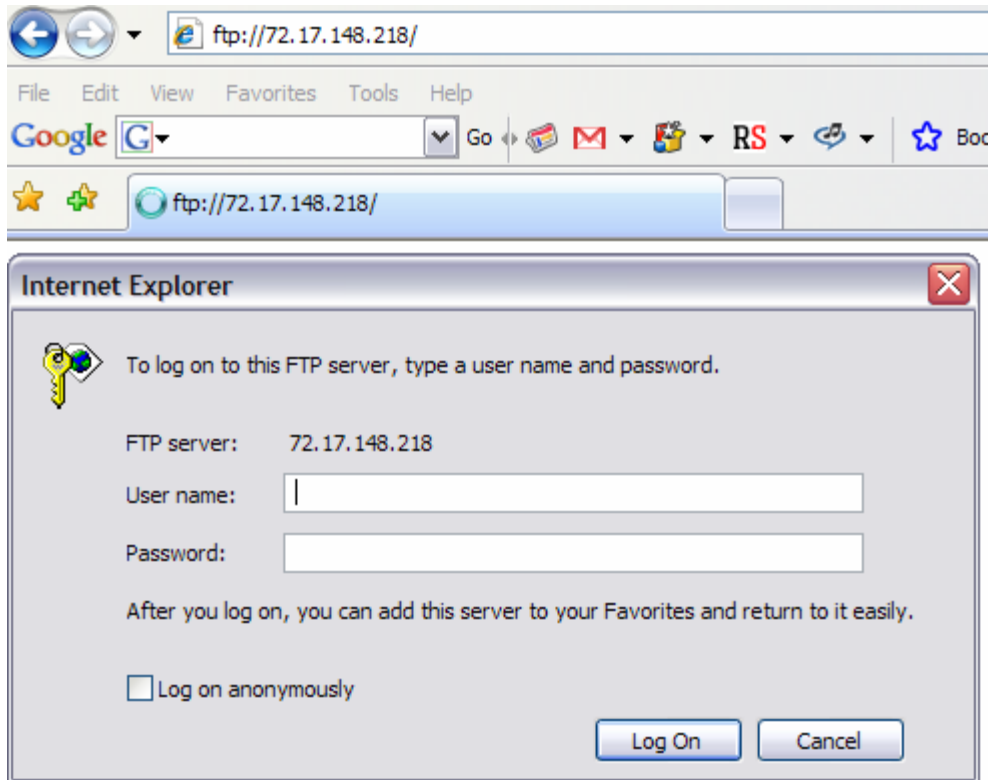 ftp://72.17.148.218/
File Edit View Favorites Tools Help
Google G Go M RS
ftp://72.17.148.218/
Internet Explorer
To log on to this FTP server, type a user name and password.
FTP server: 72.17.148.218
User name:
Password:
After you log on, you can add this server to your Favorites and return to it easily.
Log on anonymously
Log On Cancel